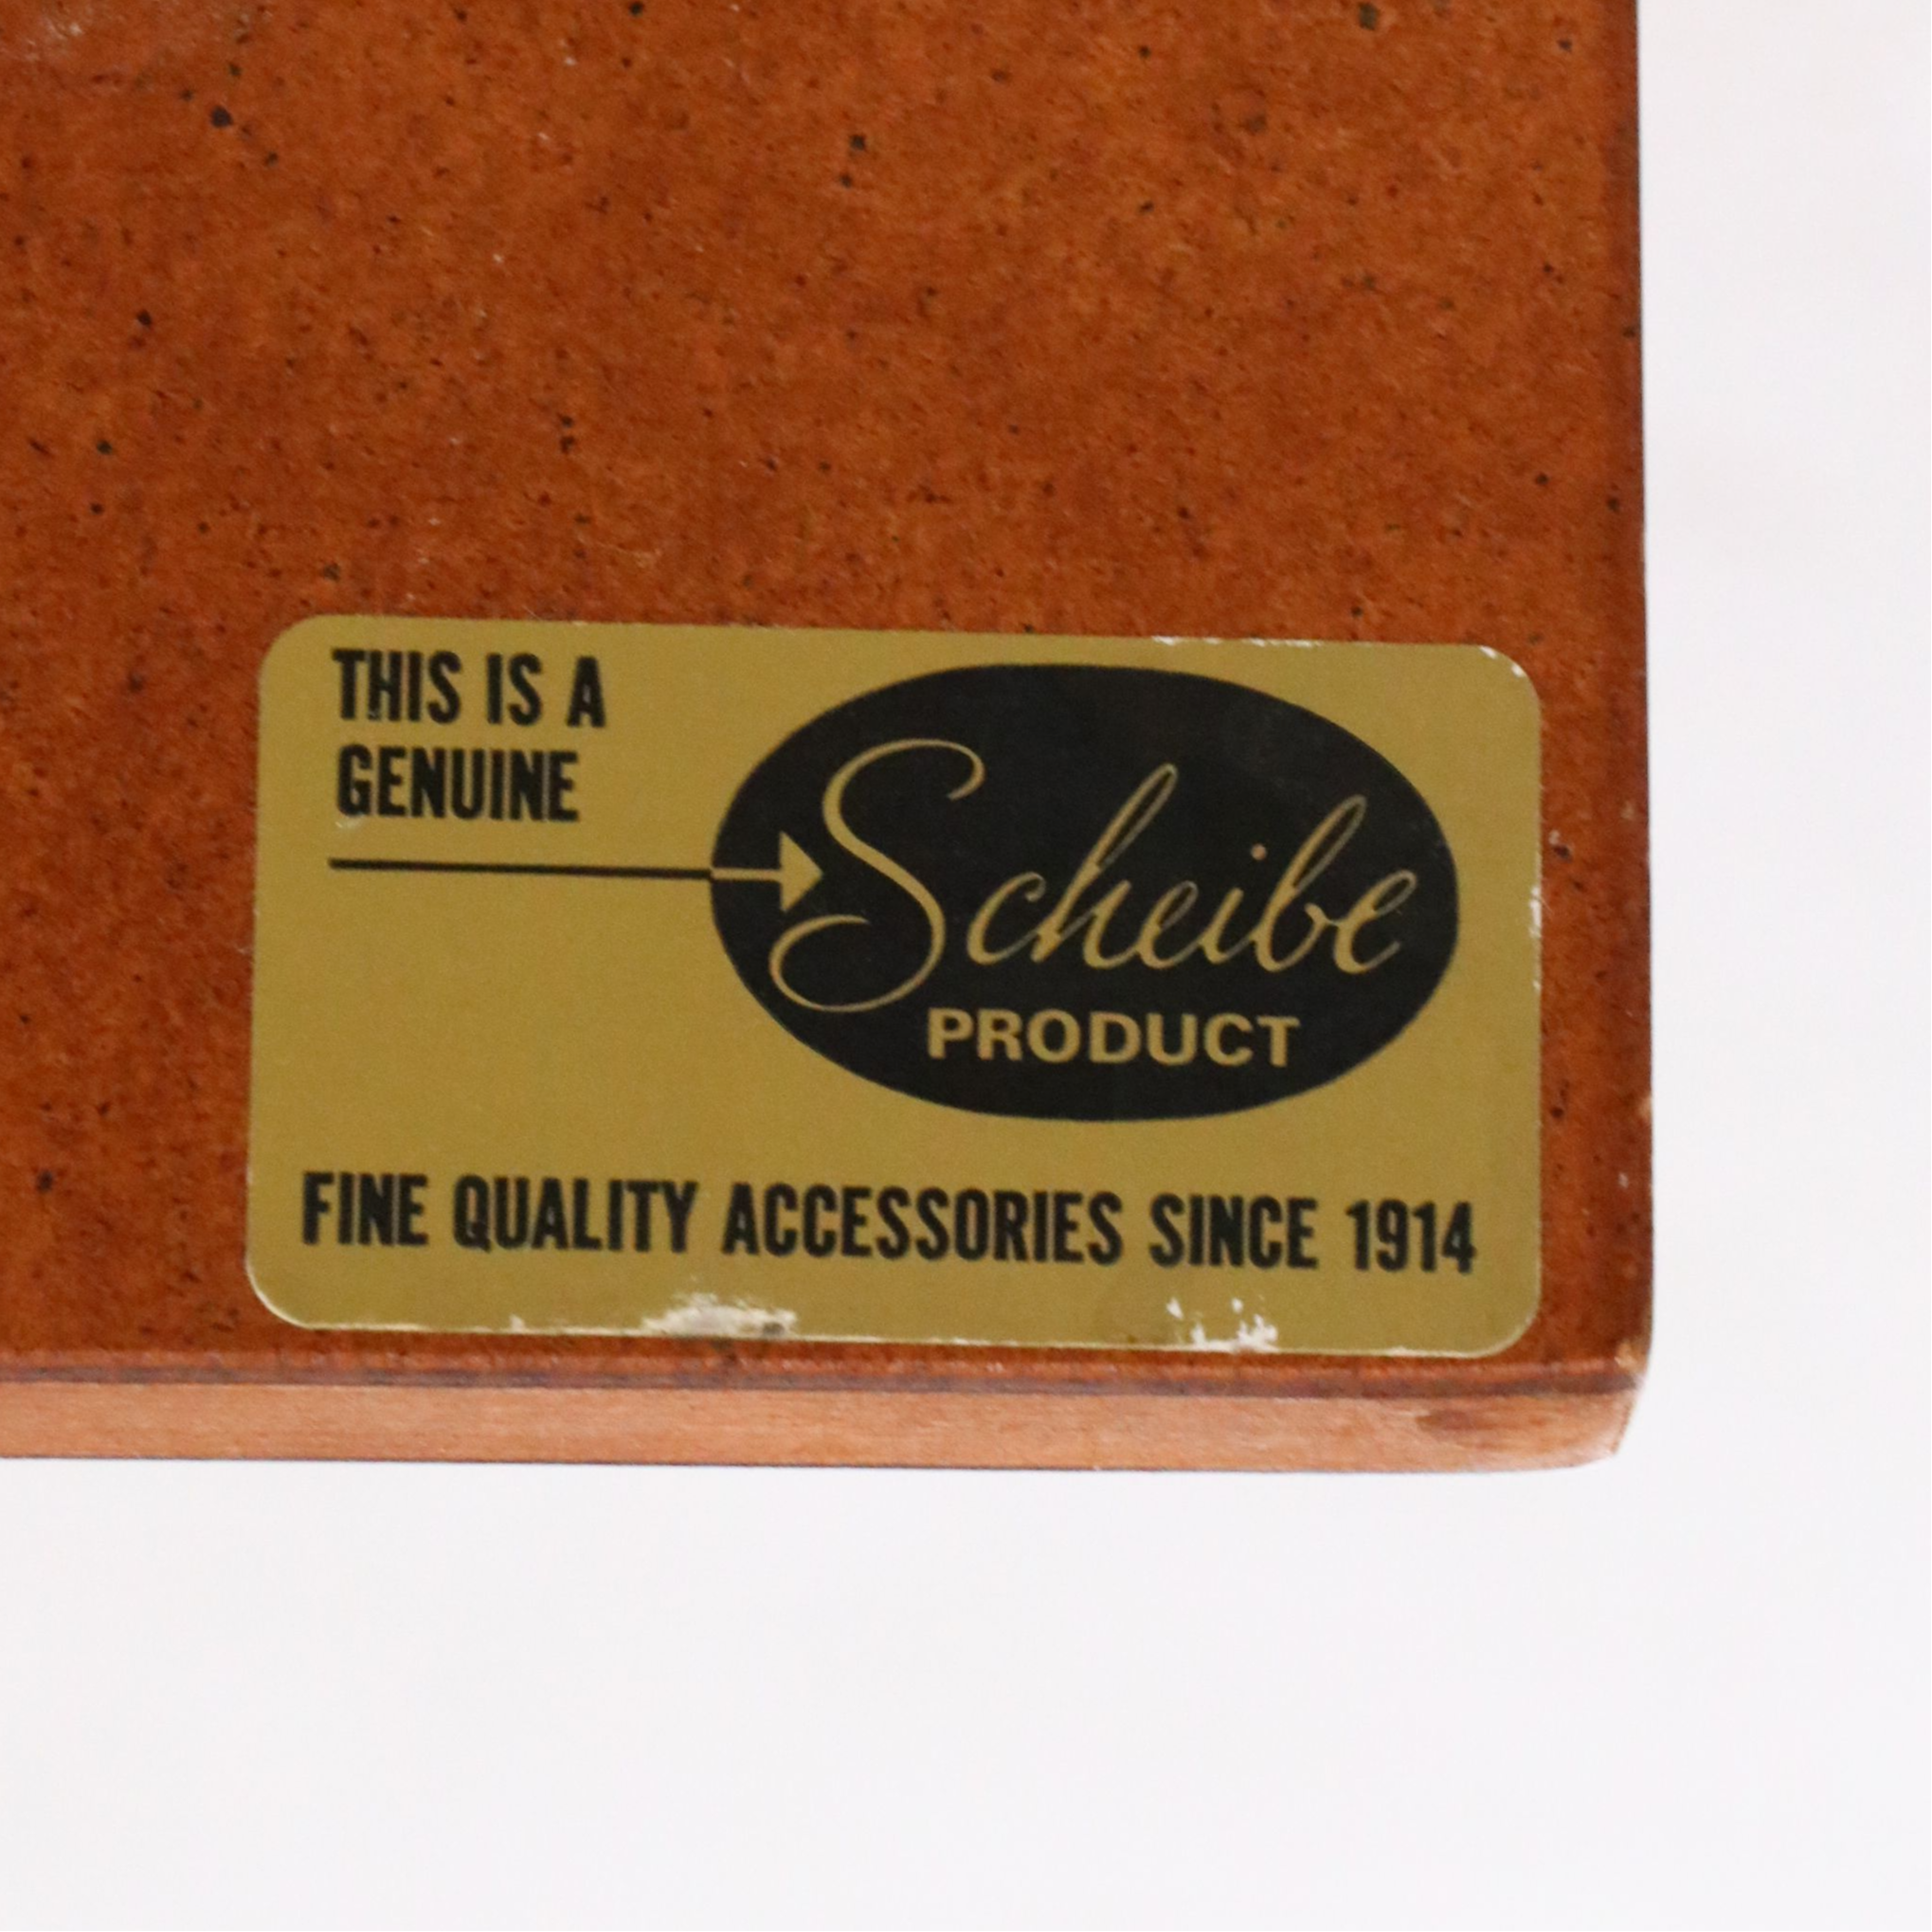 THIS IS A
GENUINE
Scheibe
PRODUCT
FINE QUALITY ACCESSORIES SINCE 1914